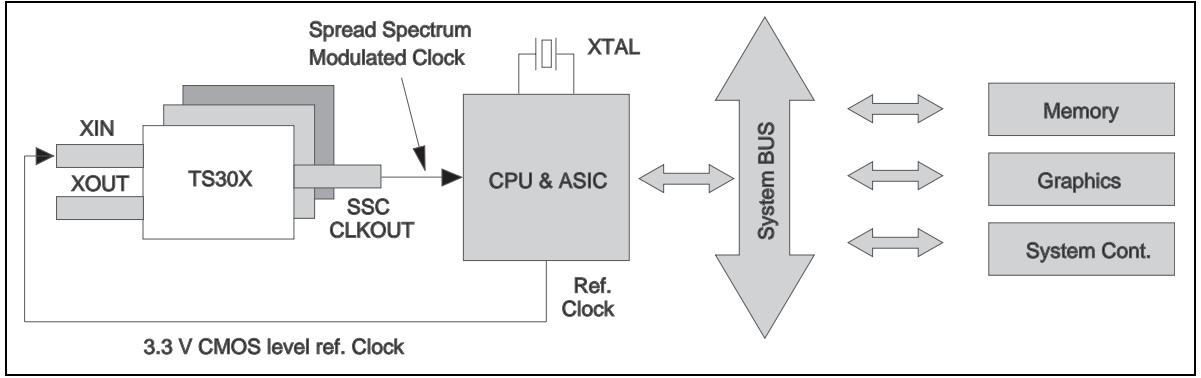 Spread Spectrum
Modulated Clock
XTAL
XIN
XOUT
TS30X
SSC
CLKOUT
CPU & ASIC
System BUS
Memory
Graphics
System Cont.
Ref.
Clock
3.3 V CMOS level ref. Clock